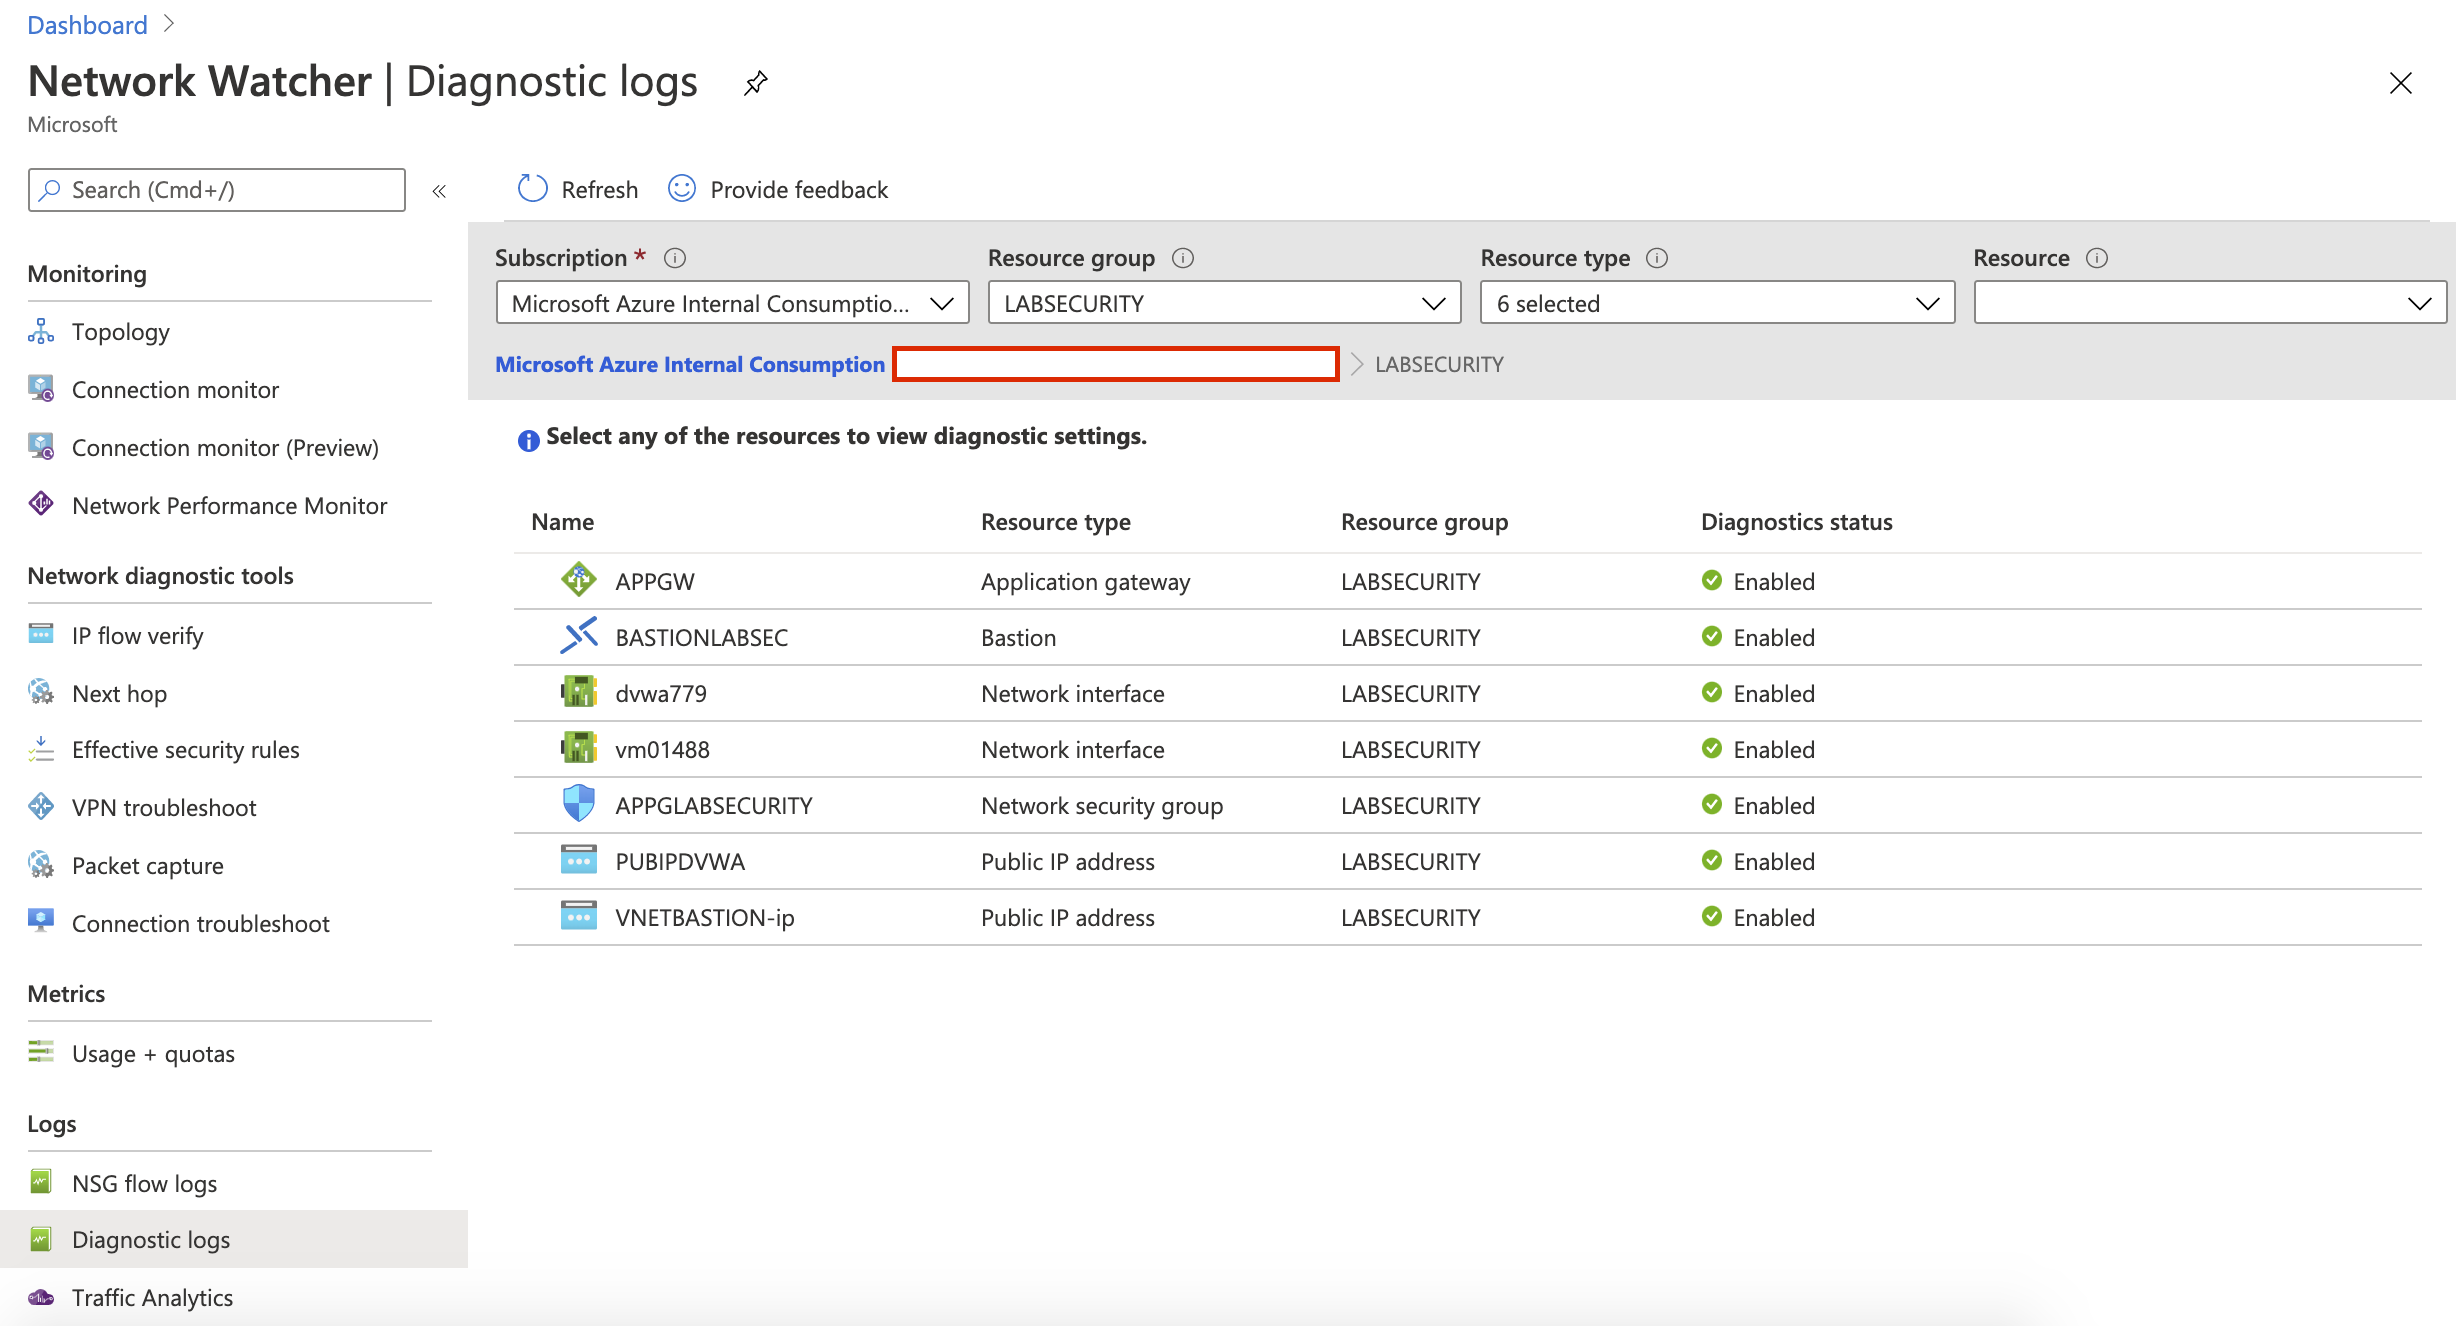 Dashboard
Network Watcher | Diagnostic logs
Microsoft
Search (Cmd+/)
«
Monitoring
Topology
Connection monitor
Connection monitor (Preview)
Network Performance Monitor
Network diagnostic tools
IP flow verify
Next hop
Effective security rules
VPN troubleshoot
Packet capture
Connection troubleshoot
Metrics
Usage + quotas
Logs
NSG flow logs
Diagnostic logs
Traffic Analytics
Refresh Provide feedback
Subscription * Resource group Resource type Resource
Microsoft Azure Internal Consumptio... LABSECURITY 6 selected
Microsoft Azure Internal Consumption LABSECURITY
Select any of the resources to view diagnostic settings.
Name Resource type Resource group Diagnostics status
APPGW Application gateway LABSECURITY Enabled
BASTIONLABSEC Bastion LABSECURITY Enabled
dvwa779 Network interface LABSECURITY Enabled
vm01488 Network interface LABSECURITY Enabled
APPGLABSECURITY Network security group LABSECURITY Enabled
PUBIPDVWA Public IP address LABSECURITY Enabled
VNETBASTION-ip Public IP address LABSECURITY Enabled